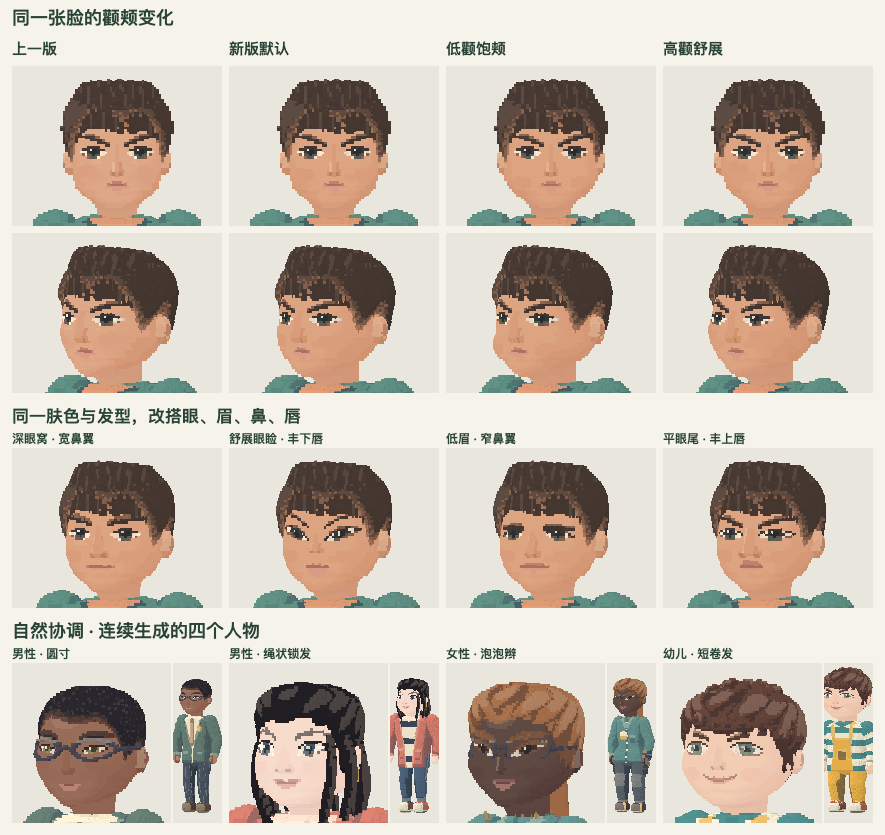 同一张脸的颧颊变化
上一版
新版默认
低颧饱颊
高颧舒展
同一肤色与发型，改搭眼、眉、鼻、唇
深眼窝 · 宽鼻翼
舒展眼睑 · 丰下唇
低眉 · 窄鼻翼
平眼尾 · 丰上唇
自然协调 · 连续生成的四个人物
男性 · 圆寸
男性 · 绳状锁发
女性 · 泡泡辫
幼儿 · 短卷发